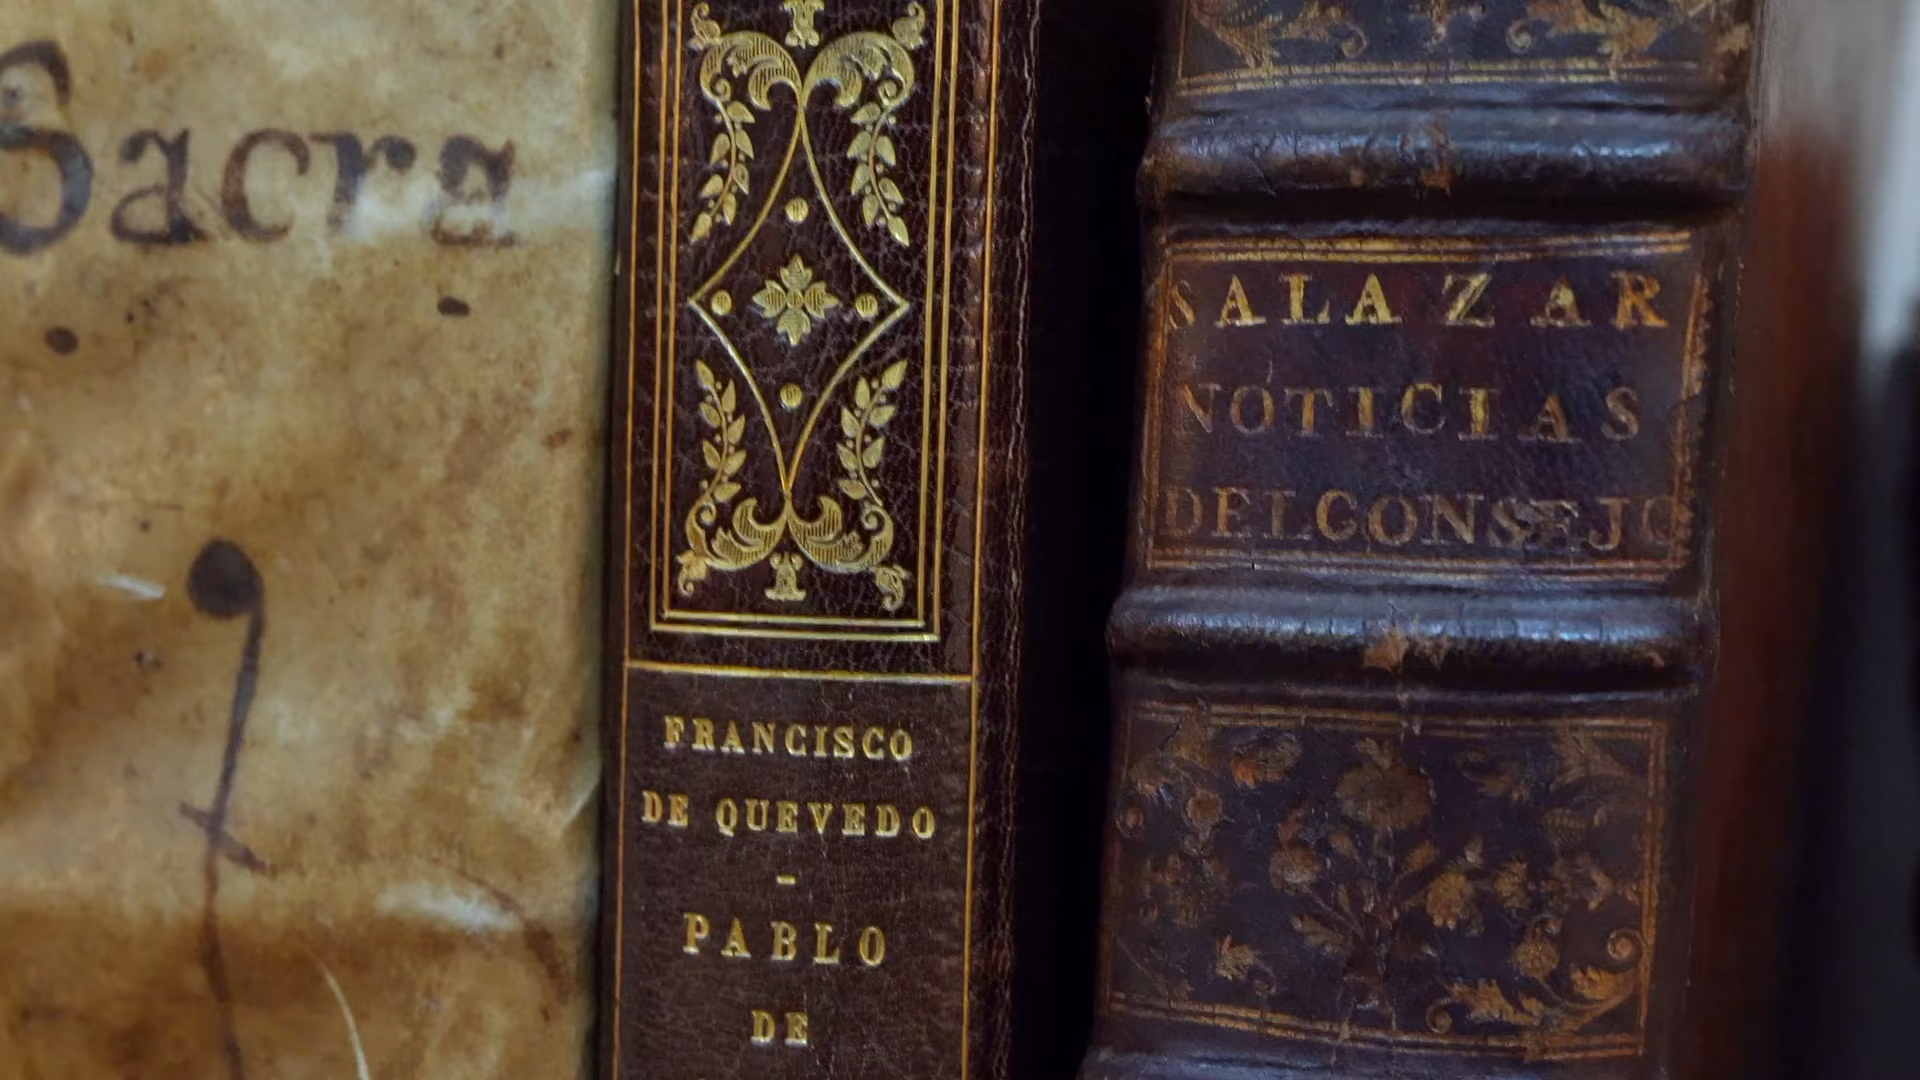 Sacra
FRANCISCO
DE QUEVEDO
-
PABLO
DE
SALAZAR
NOTICIAS
DELCONSEJO